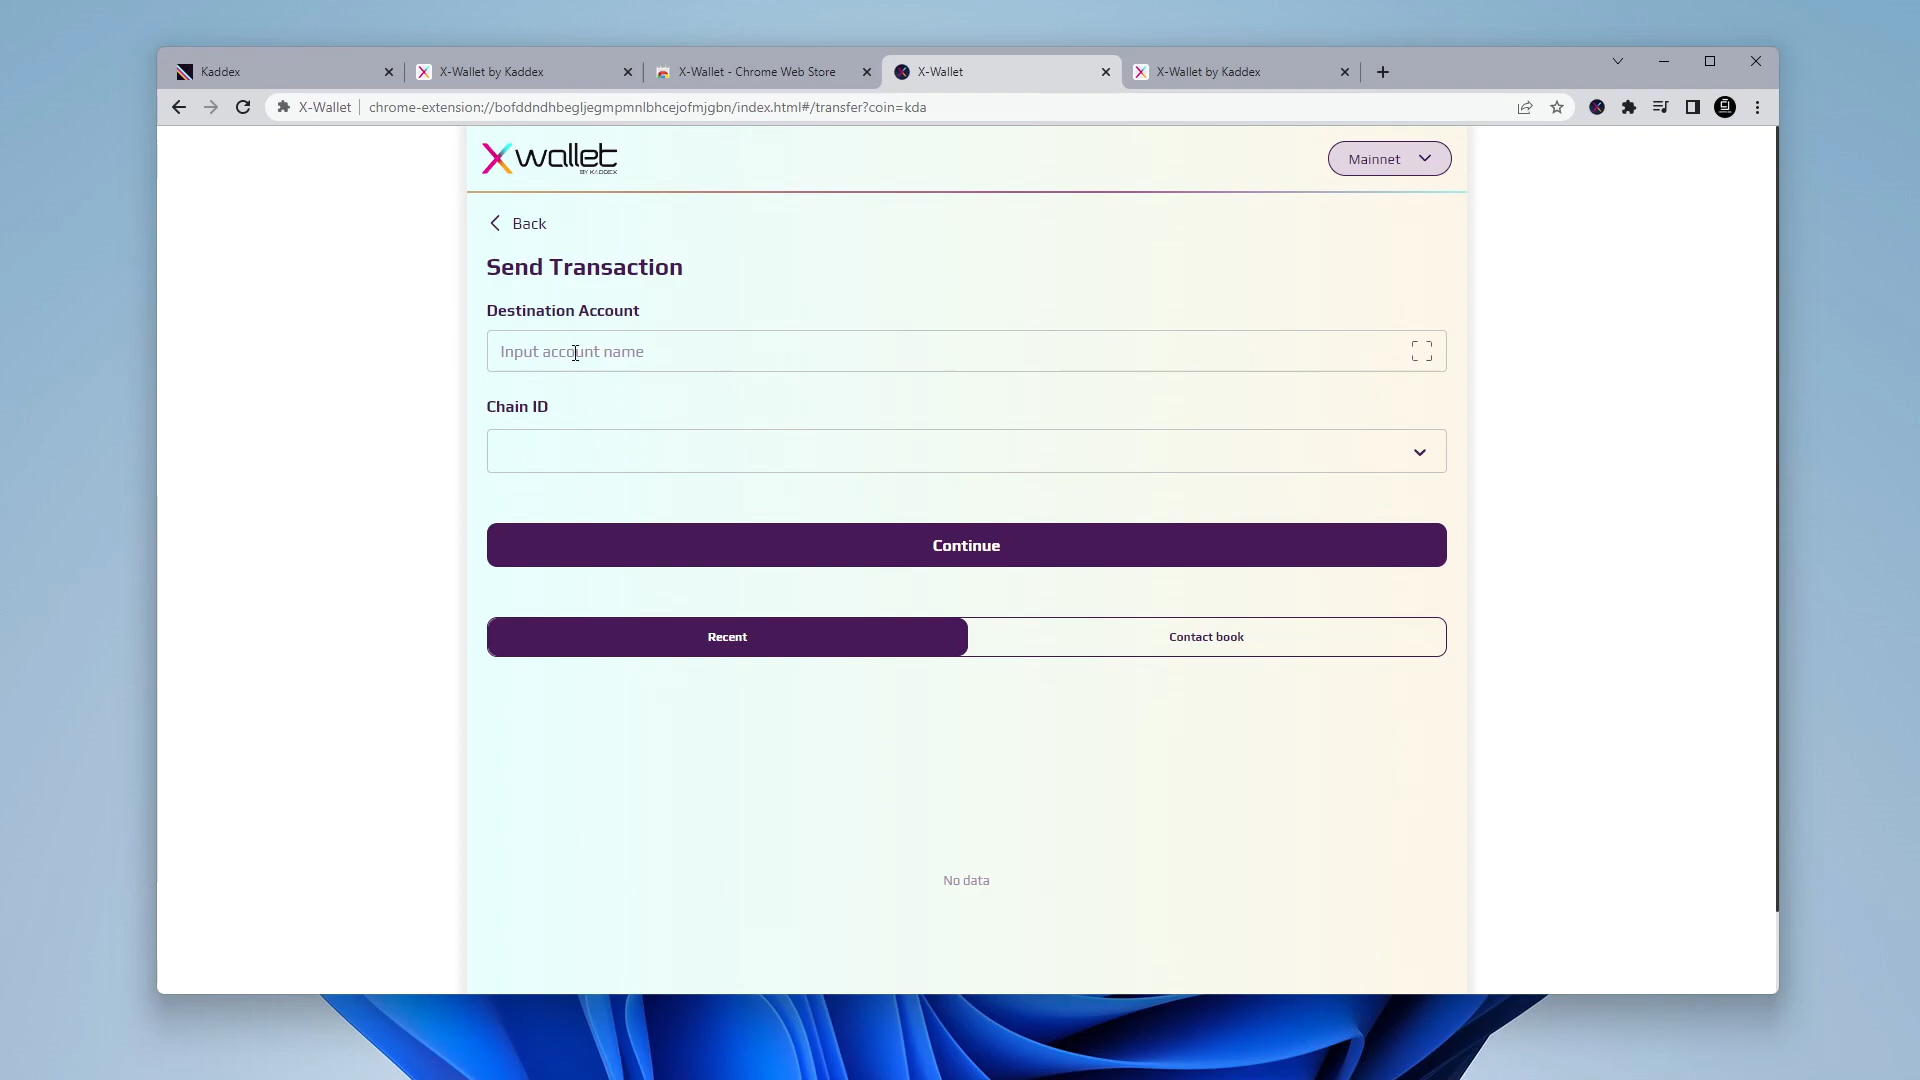 Kaddex
X-Wallet by Kaddex
X-Wallet - Chrome Web Store
X-Wallet
X-Wallet by Kaddex
X-Wallet
chrome-extension://bofddndhbegljegmpmnlbhcejofmjgbn/index.html#/transfer?coin=kda
X wallet
BY KADDEX
Mainnet
Back
Send Transaction
Destination Account
Input account name
Chain ID
Continue
Recent
Contact book
No data